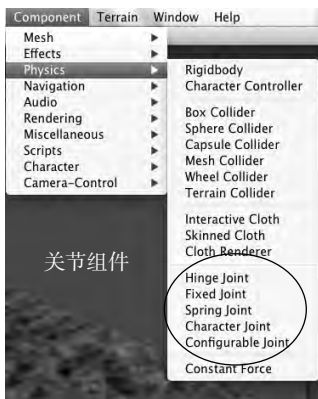 Component Terrain Window Help
Mesh
Effects
Physics
Navigation
Audio
Rendering
Miscellaneous
Scripts
Character
Camera-Control
Rigidbody
Character Controller
Box Collider
Sphere Collider
Capsule Collider
Mesh Collider
Wheel Collider
Terrain Collider
Interactive Cloth
Skinned Cloth
Cloth Renderer
Hinge Joint
Fixed Joint
Spring Joint
Character Joint
Configurable Joint
Constant Force
关节组件